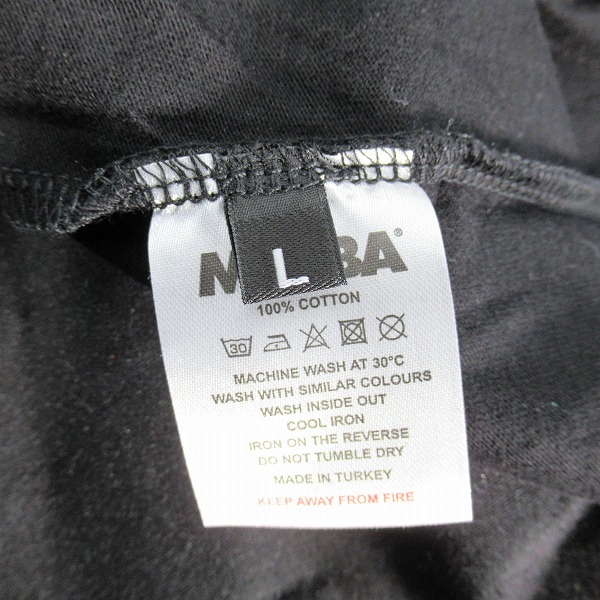 L
100% COTTON
30
MACHINE WASH AT 30°C
WASH WITH SIMILAR COLOURS
WASH INSIDE OUT
COOL IRON
IRON ON THE REVERSE
DO NOT TUMBLE DRY
MADE IN TURKEY
KEEP AWAY FROM FIRE